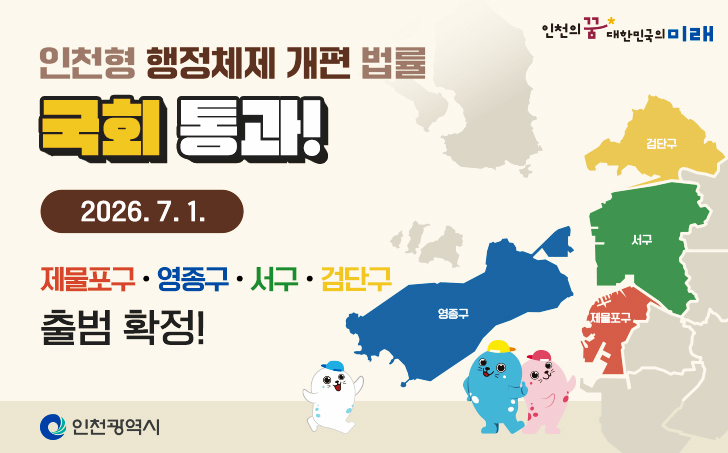 인천의 꿈 대한민국의 미래
인천형 행정체제 개편 법률
국회 통과!
2026. 7. 1.
제물포구 · 영종구 · 서구 · 검단구
출범 확정!
검단구
서구
제물포구
영종구
인천광역시